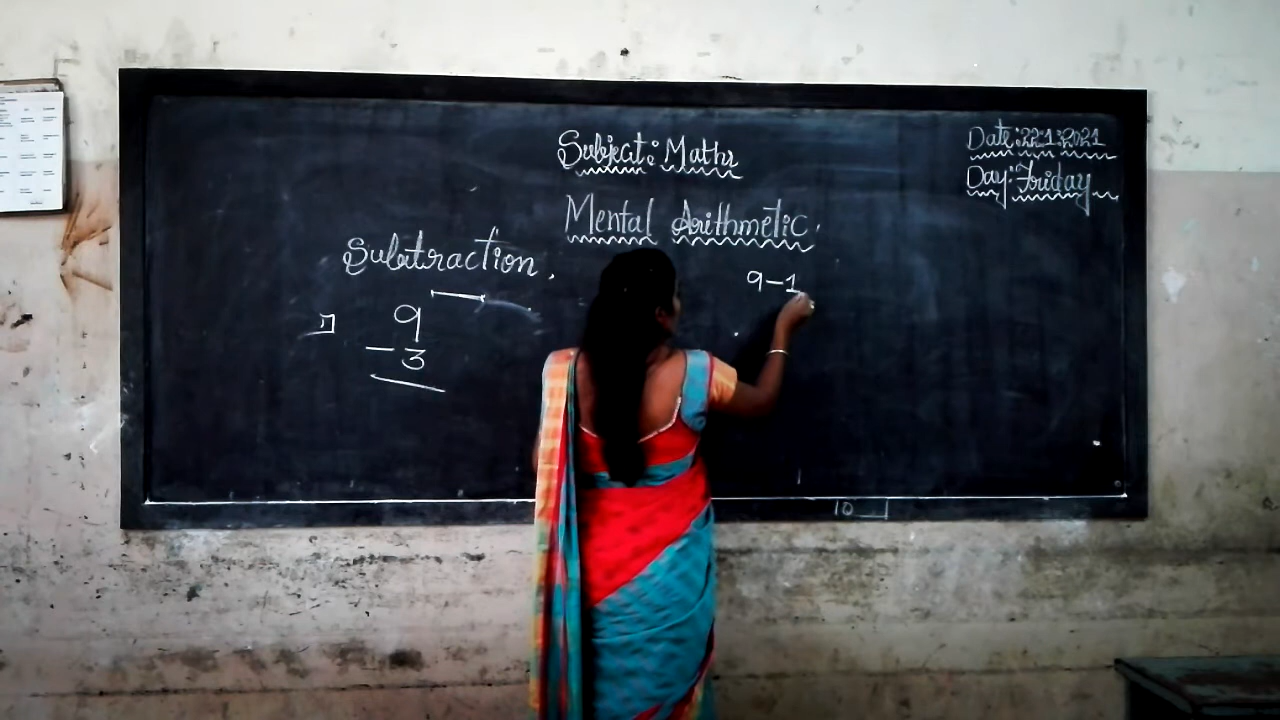 Subject: Maths
Date:22:1:2021
Day:Friday
Mental Arithmetic.
Subtraction.
9
- 3
9-1
10